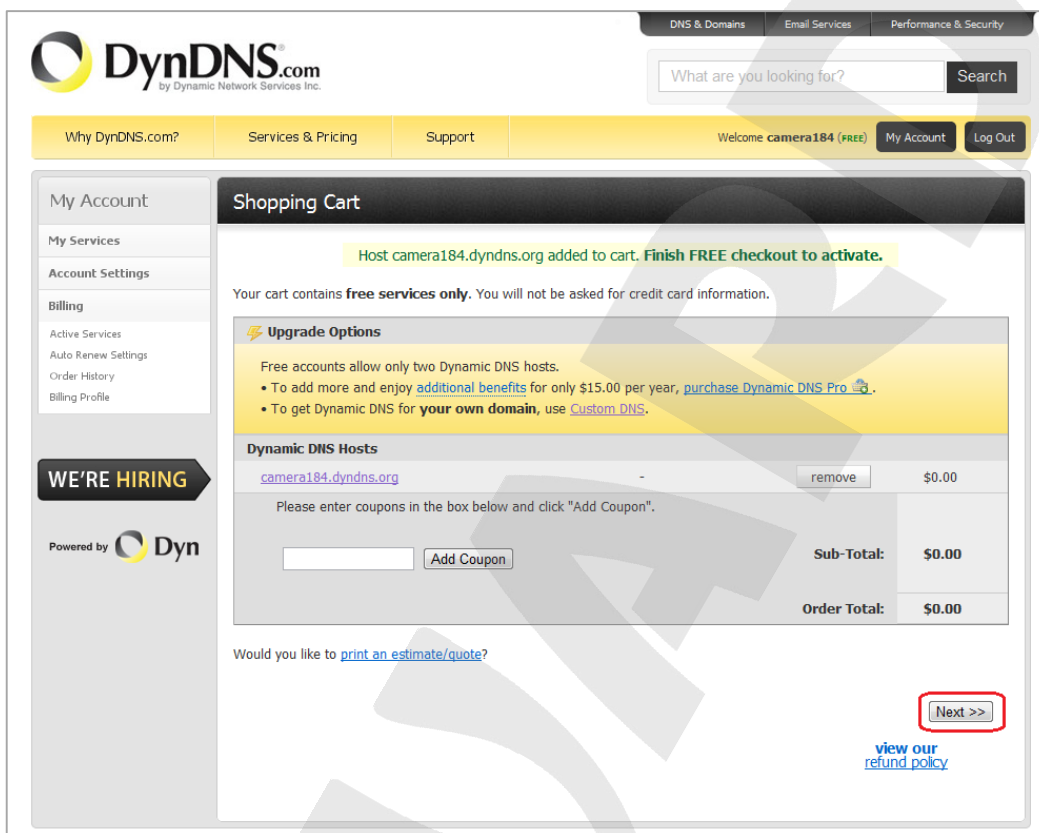 DNS & Domains Email Services Performance & Security
DynDNS.com
by Dynamic Network Services Inc.
What are you looking for? Search
Why DynDNS.com? Services & Pricing Support Welcome camera184 (FREE) My Account Log Out
My Account
My Services
Account Settings
Billing
Active Services
Auto Renew Settings
Order History
Billing Profile
WE'RE HIRING
Powered by Dyn
Shopping Cart
Host camera184.dyndns.org added to cart. Finish FREE checkout to activate.
Your cart contains free services only. You will not be asked for credit card information.
Upgrade Options
Free accounts allow only two Dynamic DNS hosts.
• To add more and enjoy additional benefits for only $15.00 per year, purchase Dynamic DNS Pro .
• To get Dynamic DNS for your own domain, use Custom DNS.
Dynamic DNS Hosts
camera184.dyndns.org - remove $0.00
Please enter coupons in the box below and click "Add Coupon".
Add Coupon Sub-Total: $0.00
Order Total: $0.00
Would you like to print an estimate/quote?
Next >>
view our
refund policy